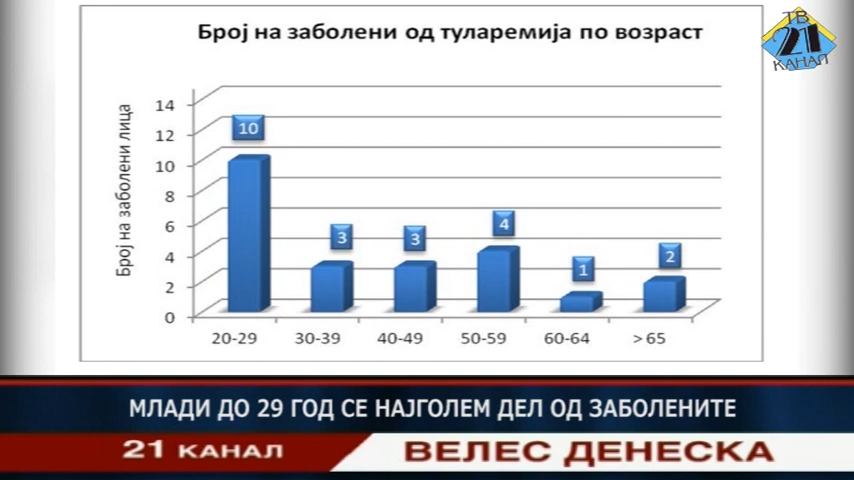 Број на заболени од туларемија по возраст
ТВ
21
КАНАЛ
Број на заболени лица
14
12
10
8
6
4
2
0
10
3
3
4
1
2
20-29 30-39 40-49 50-59 60-64 > 65
МЛАДИ ДО 29 ГОД СЕ НАЈГОЛЕМ ДЕЛ ОД ЗАБОЛЕНИТЕ
21 КАНАЛ ВЕЛЕС ДЕНЕСКА